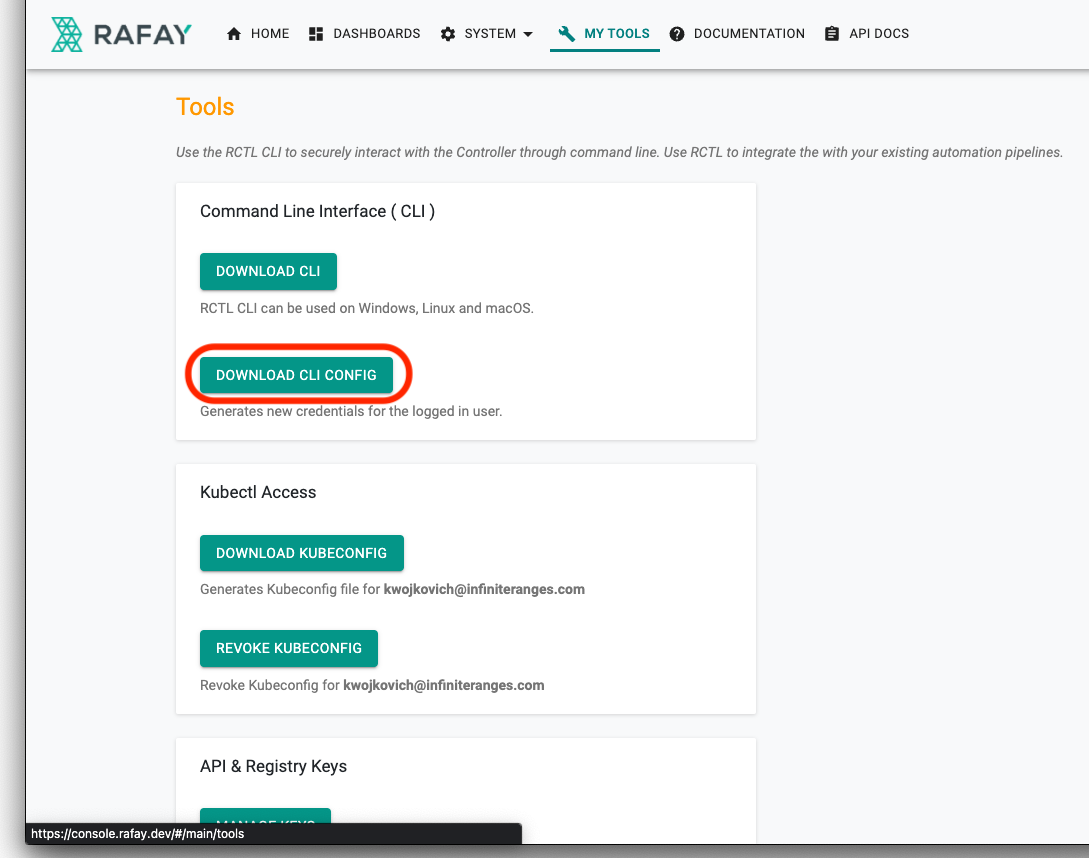 RAFAY HOME DASHBOARDS SYSTEM MY TOOLS DOCUMENTATION API DOCS
Tools
Use the RCTL CLI to securely interact with the Controller through command line. Use RCTL to integrate the with your existing automation pipelines.
Command Line Interface ( CLI )
DOWNLOAD CLI
RCTL CLI can be used on Windows, Linux and macOS.
DOWNLOAD CLI CONFIG
Generates new credentials for the logged in user.
Kubectl Access
DOWNLOAD KUBECONFIG
Generates Kubeconfig file for kwojkovich@infiniteranges.com
REVOKE KUBECONFIG
Revoke Kubeconfig for kwojkovich@infiniteranges.com
API & Registry Keys
MANAGE KEYS
https://console.rafay.dev/#/main/tools